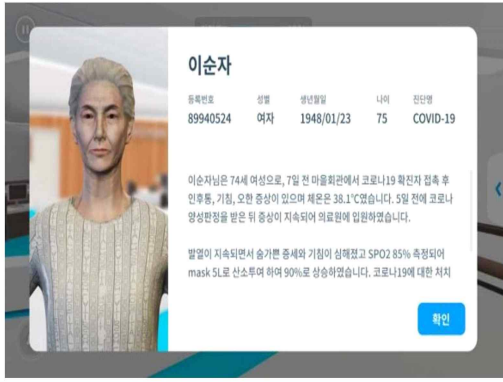 이순자
등록번호 성별 생년월일 나이 진단명
89940524 여자 1948/01/23 75 COVID-19
이순자님은 74세 여성으로, 7일 전 마을회관에서 코로나19 확진자 접촉 후
인후통, 기침, 오한 증상이 있으며 체온은 38.1°C였습니다. 5일 전에 코로나
양성판정을 받은 뒤 증상이 지속되어 의료원에 입원하였습니다.
발열이 지속되면서 숨가쁜 증세와 기침이 심해졌고 SPO2 85% 측정되어
mask 5L로 산소투여 하여 90%로 상승하였습니다. 코로나19에 대한 처치
확인